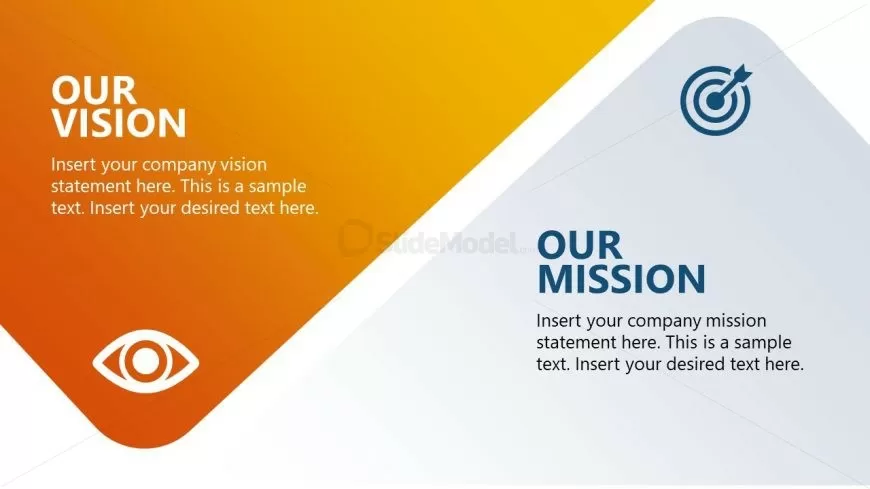 OUR
VISION
Insert your company vision
statement here. This is a sample
text. Insert your desired text here.
SlideModel
OUR
MISSION
Insert your company mission
statement here. This is a sample
text. Insert your desired text here.